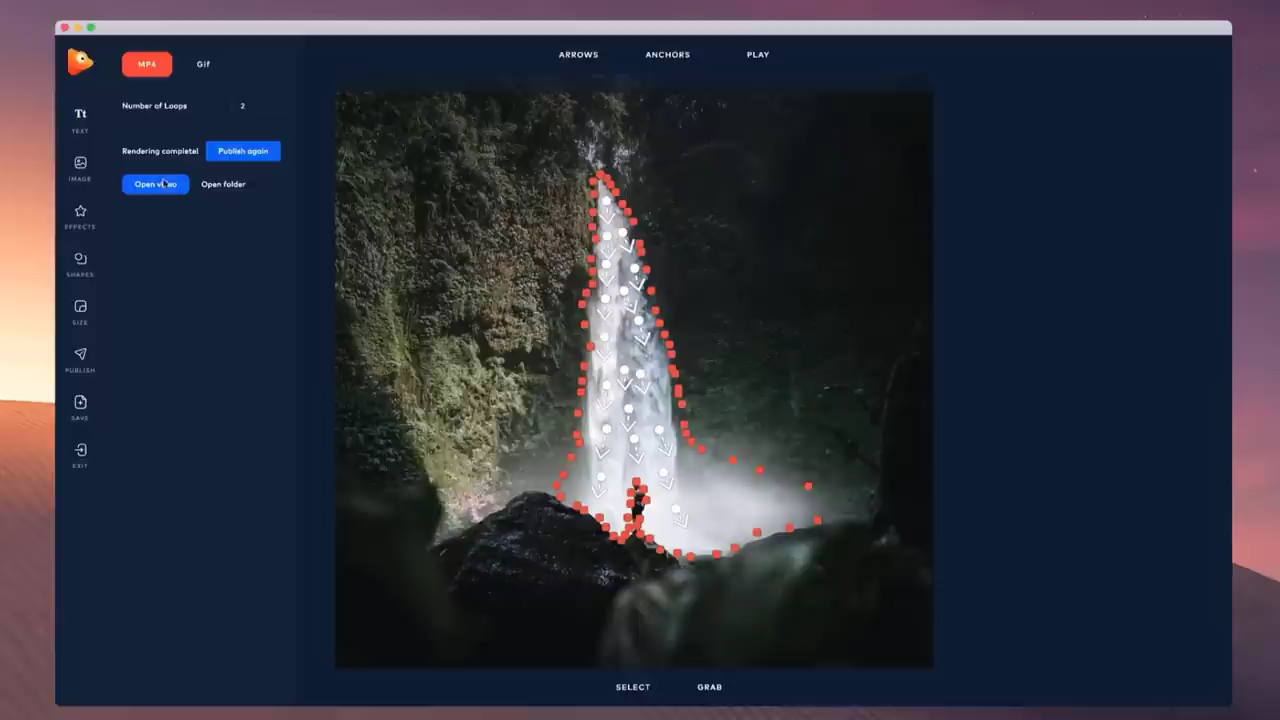 MP4 Gif
ARROWS ANCHORS PLAY
Number of Loops 2
Tt
TEXT
Rendering complete! Publish again
IMAGE
Open folder
EFFECTS
SHAPES
SIZE
PUBLISH
SAVE
EXIT
SELECT GRAB